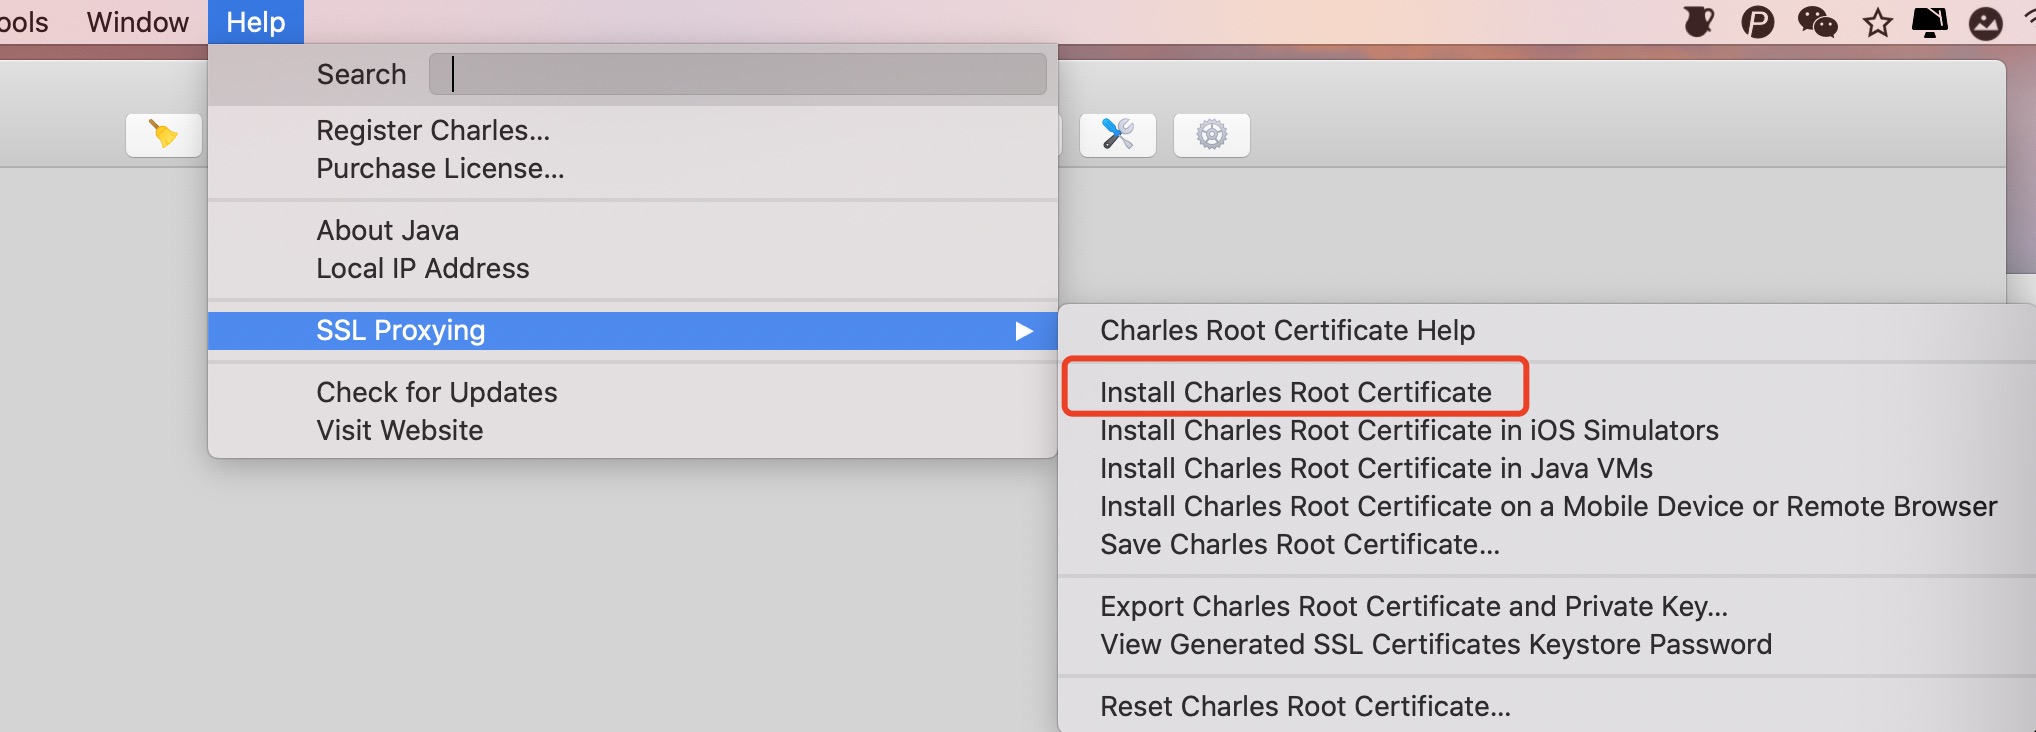 ools Window Help
Search
Register Charles...
Purchase License...
About Java
Local IP Address
SSL Proxying
Check for Updates
Visit Website
Charles Root Certificate Help
Install Charles Root Certificate
Install Charles Root Certificate in iOS Simulators
Install Charles Root Certificate in Java VMs
Install Charles Root Certificate on a Mobile Device or Remote Browser
Save Charles Root Certificate...
Export Charles Root Certificate and Private Key...
View Generated SSL Certificates Keystore Password
Reset Charles Root Certificate...